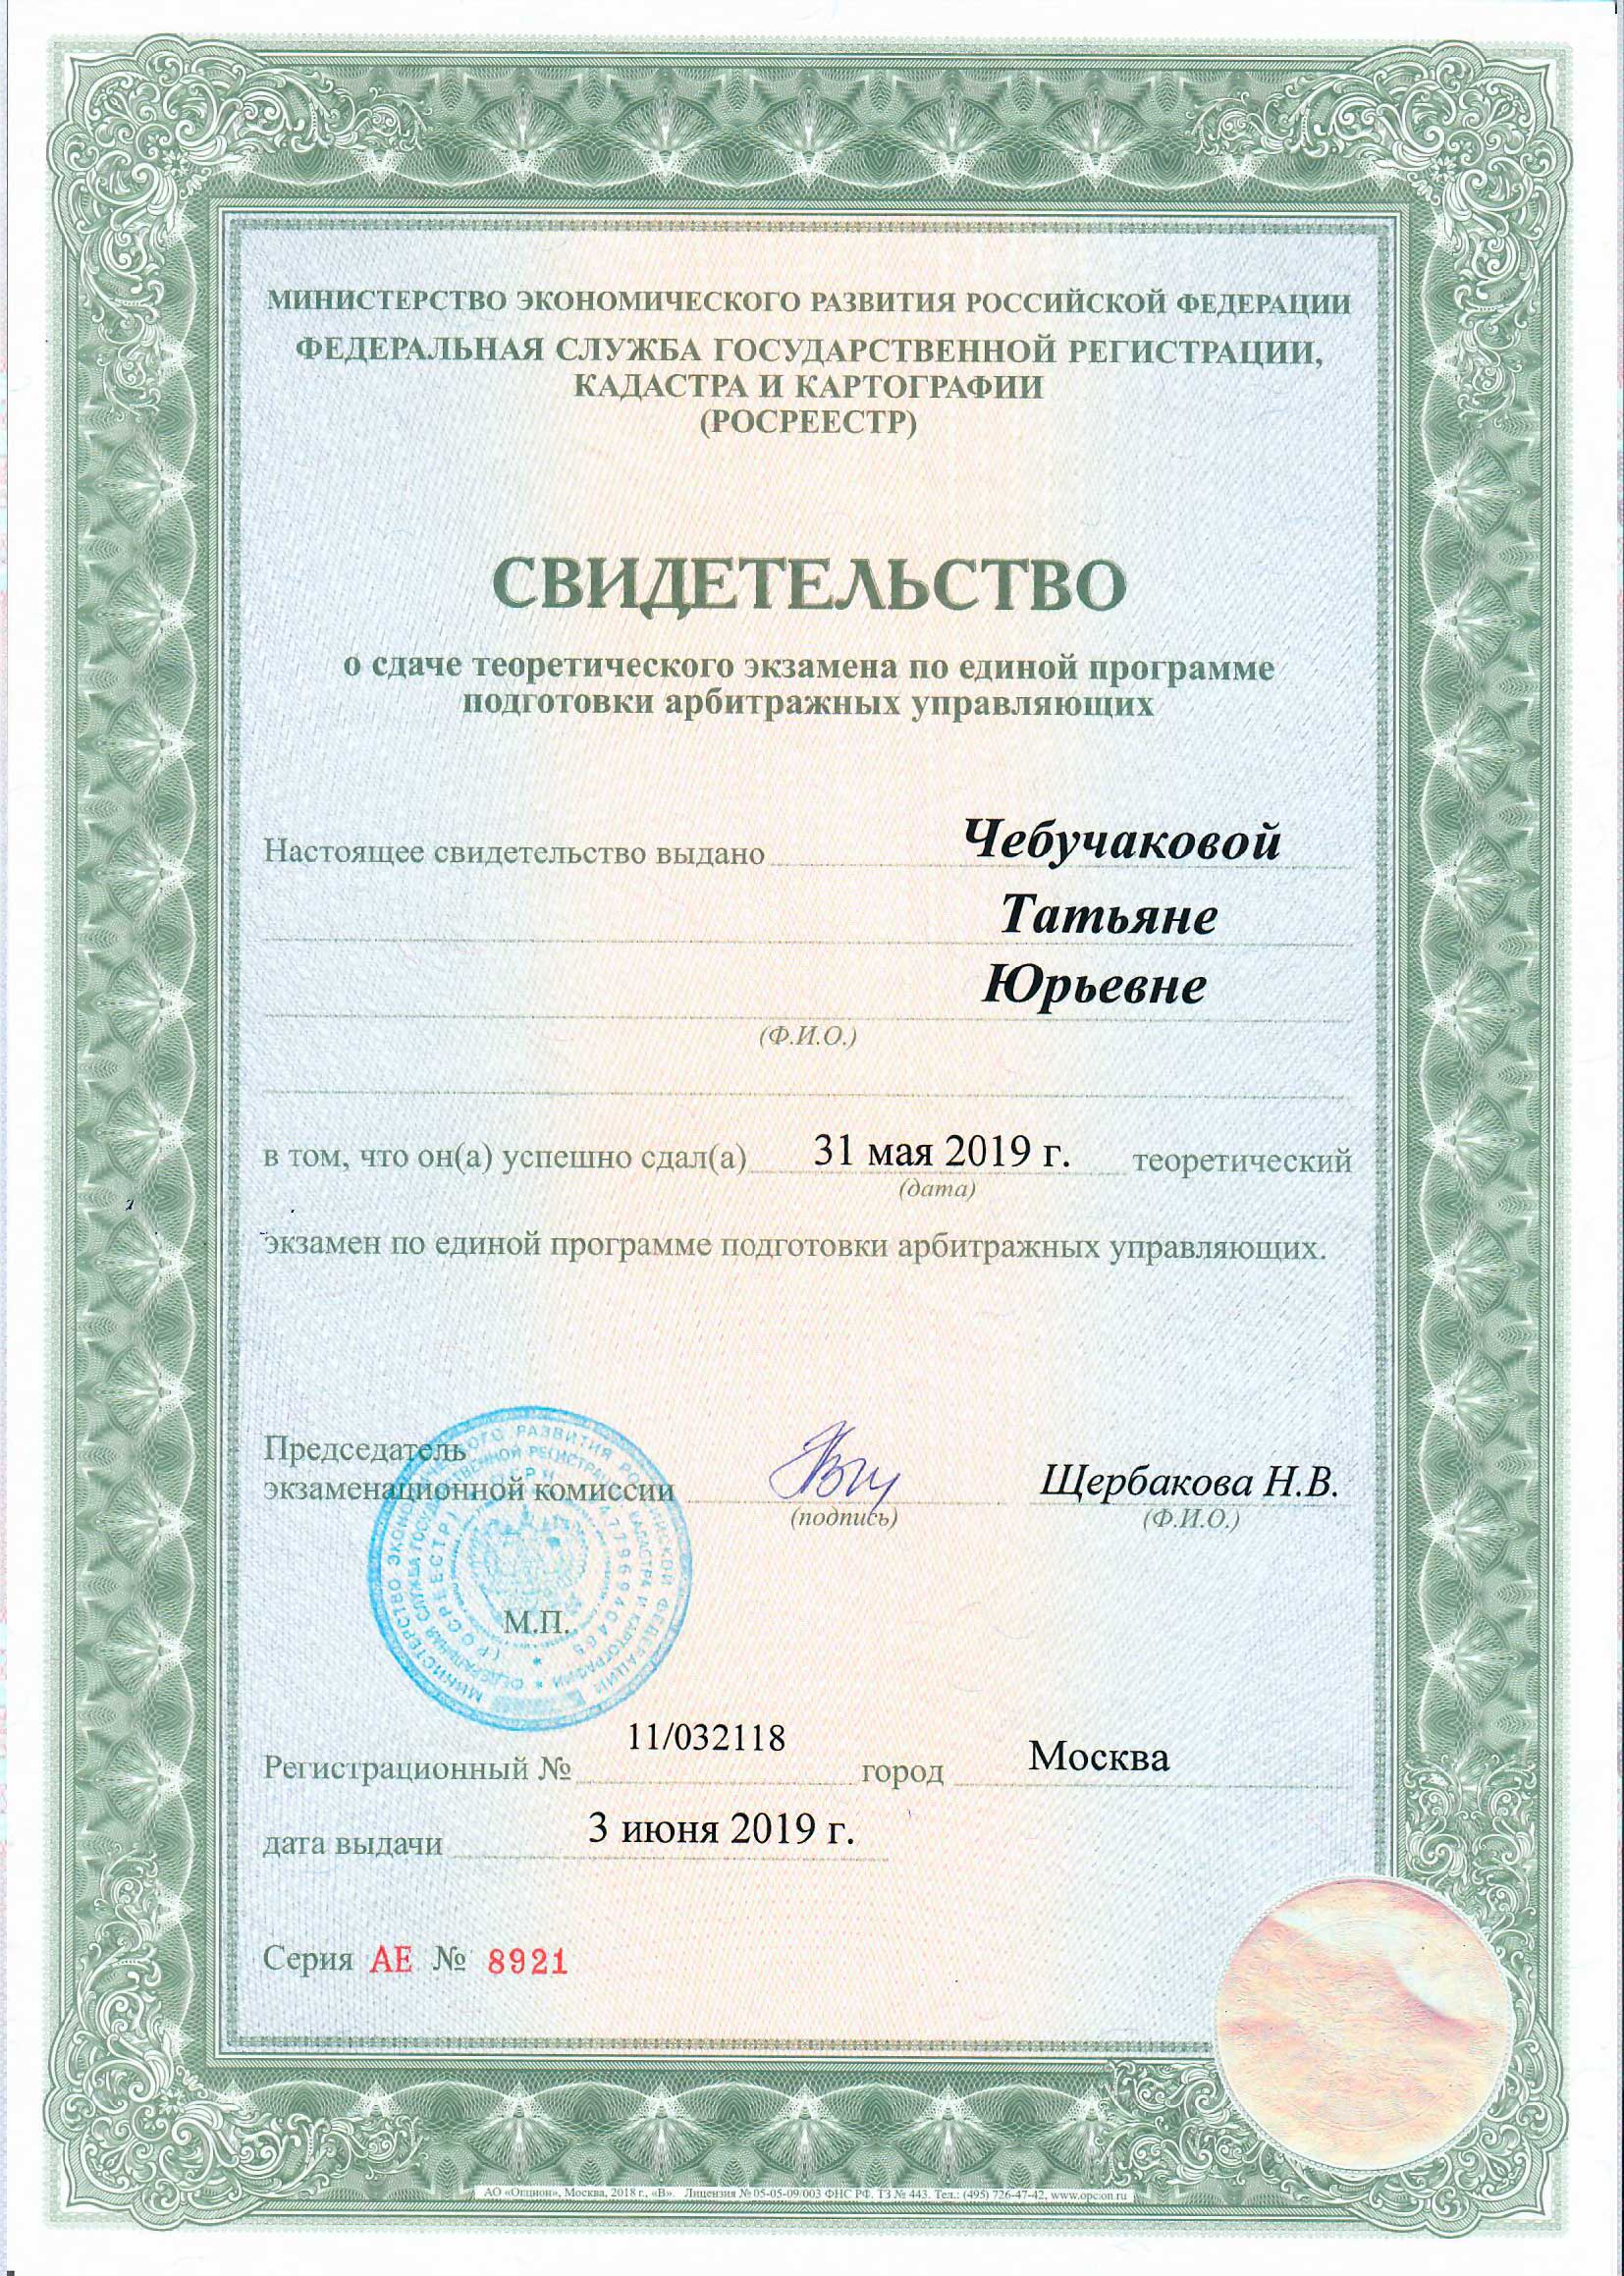 МИНИСТЕРСТВО ЭКОНОМИЧЕСКОГО РАЗВИТИЯ РОССИЙСКОЙ ФЕДЕРАЦИИ
ФЕДЕРАЛЬНАЯ СЛУЖБА ГОСУДАРСТВЕННОЙ РЕГИСТРАЦИИ,
КАДАСТРА И КАРТОГРАФИИ
(РОСРЕЕСТР)
СВИДЕТЕЛЬСТВО
о сдаче теоретического экзамена по единой программе
подготовки арбитражных управляющих
Настоящее свидетельство выдано Чебучаковой
Татьяне
Юрьевне
(Ф.И.О.)
в том, что он(а) успешно сдал(а) 31 мая 2019 г. теоретический
(дата)
экзамен по единой программе подготовки арбитражных управляющих.
Председатель
экзаменационной комиссии Щербакова Н.В.
(подпись) (Ф.И.О.)
МИНИСТЕРСТВО ЭКОНОМИЧЕСКОГО РАЗВИТИЯ РОССИЙСКОЙ ФЕДЕРАЦИИ
ФЕДЕРАЛЬНАЯ СЛУЖБА ГОСУДАРСТВЕННОЙ РЕГИСТРАЦИИ КАДАСТРА И КАРТОГРАФИИ
(РОСРЕЕСТР)
М.П.
Регистрационный № 11/032118 город Москва
дата выдачи 3 июня 2019 г.
Серия АЕ № 8921
АО «Опцион», Москва, 2018 г., «В». Лицензия № 05-05-09/003 ФНС РФ. ТЗ № 443. Тел.: (495) 726-47-42, www.opcion.ru